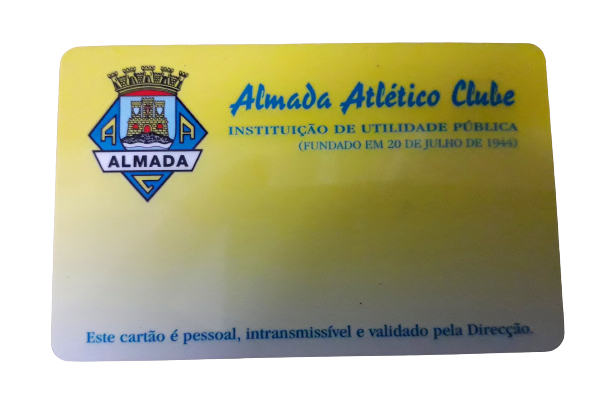 A A
ALMADA
C
Almada Atlético Clube
INSTITUIÇÃO DE UTILIDADE PÚBLICA
(FUNDADO EM 20 DE JULHO DE 1944)
Este cartão é pessoal, intransmissível e validado pela Direcção.